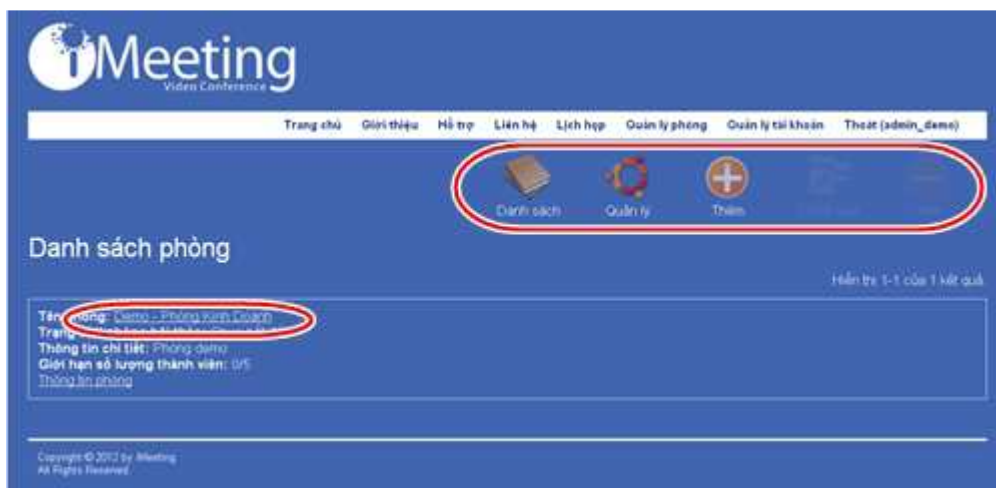 iMeeting
Video Conference
Trang chủ Giới thiệu Hỗ trợ Liên hệ Lịch họp Quản lý phòng Quản lý tài khoản Thoát (admin_demo)
Danh sách Quản lý Thêm
Danh sách phòng
Hiển thị 1-1 của 1 kết quả.
Tên phòng: Demo - Phòng Kinh Doanh
Thông tin chi tiết: Phòng demo
Giới hạn số lượng thành viên: 0/5
Thông tin phòng
Copyright © 2012 by iMeeting
All Rights Reserved.